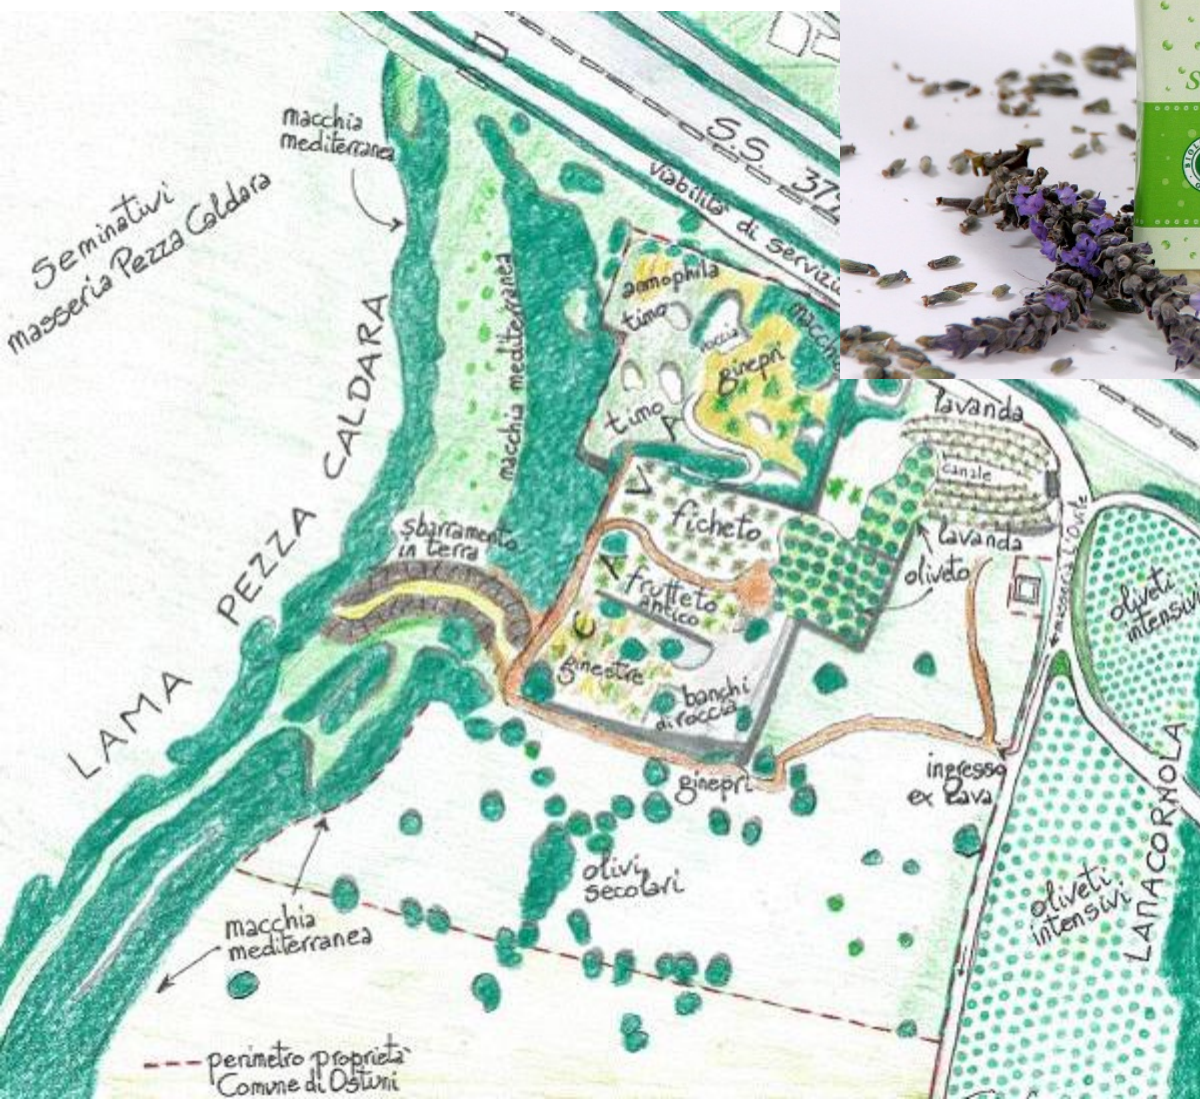 macchia
mediterranea
seminativi
masseria Pezza Caldara
S.S.
viabilità di servizio
LAMA PEZZA CALDARA
macchia mediterranea
ammophila
timo
roccia
ginepri
macchia
timo
lavanda
canale
lavanda
ficheto
oliveto
sbarramento
in terra
frutteto
antico
ginestre
banchi
di roccia
ginepri
ingresso
ex cava
oliveti
intensivi
oliveti
intensivi
LANACORNOLA
olivi
secolari
macchia
mediterranea
perimetro proprietà
Comune di Ostuni